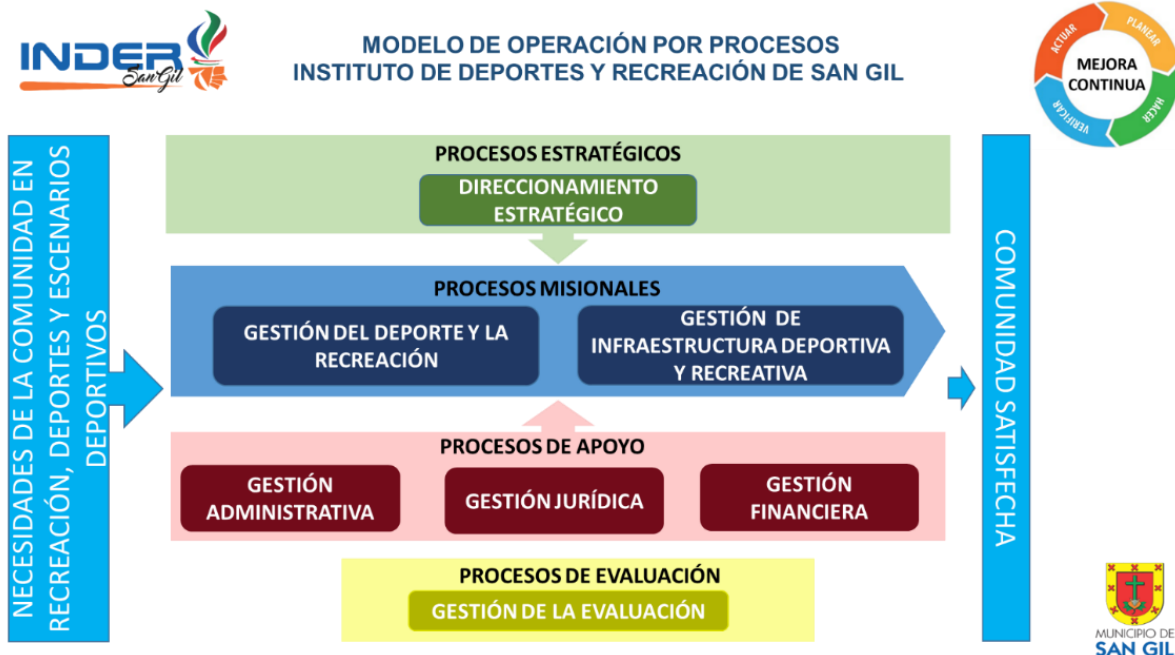 INDER
San Gil
MODELO DE OPERACIÓN POR PROCESOS
INSTITUTO DE DEPORTES Y RECREACIÓN DE SAN GIL
ACTUAR
PLANEAR
HACER
VERIFICAR
MEJORA
CONTINUA
NECESIDADES DE LA COMUNIDAD EN
RECREACIÓN, DEPORTES Y ESCENARIOS
DEPORTIVOS
PROCESOS ESTRATÉGICOS
DIRECCIONAMIENTO
ESTRATÉGICO
PROCESOS MISIONALES
GESTIÓN DEL DEPORTE Y LA
RECREACIÓN
GESTIÓN DE
INFRAESTRUCTURA DEPORTIVA
Y RECREATIVA
PROCESOS DE APOYO
GESTIÓN
ADMINISTRATIVA
GESTIÓN JURÍDICA
GESTIÓN
FINANCIERA
PROCESOS DE EVALUACIÓN
GESTIÓN DE LA EVALUACIÓN
COMUNIDAD SATISFECHA
MUNICIPIO DE
SAN GIL